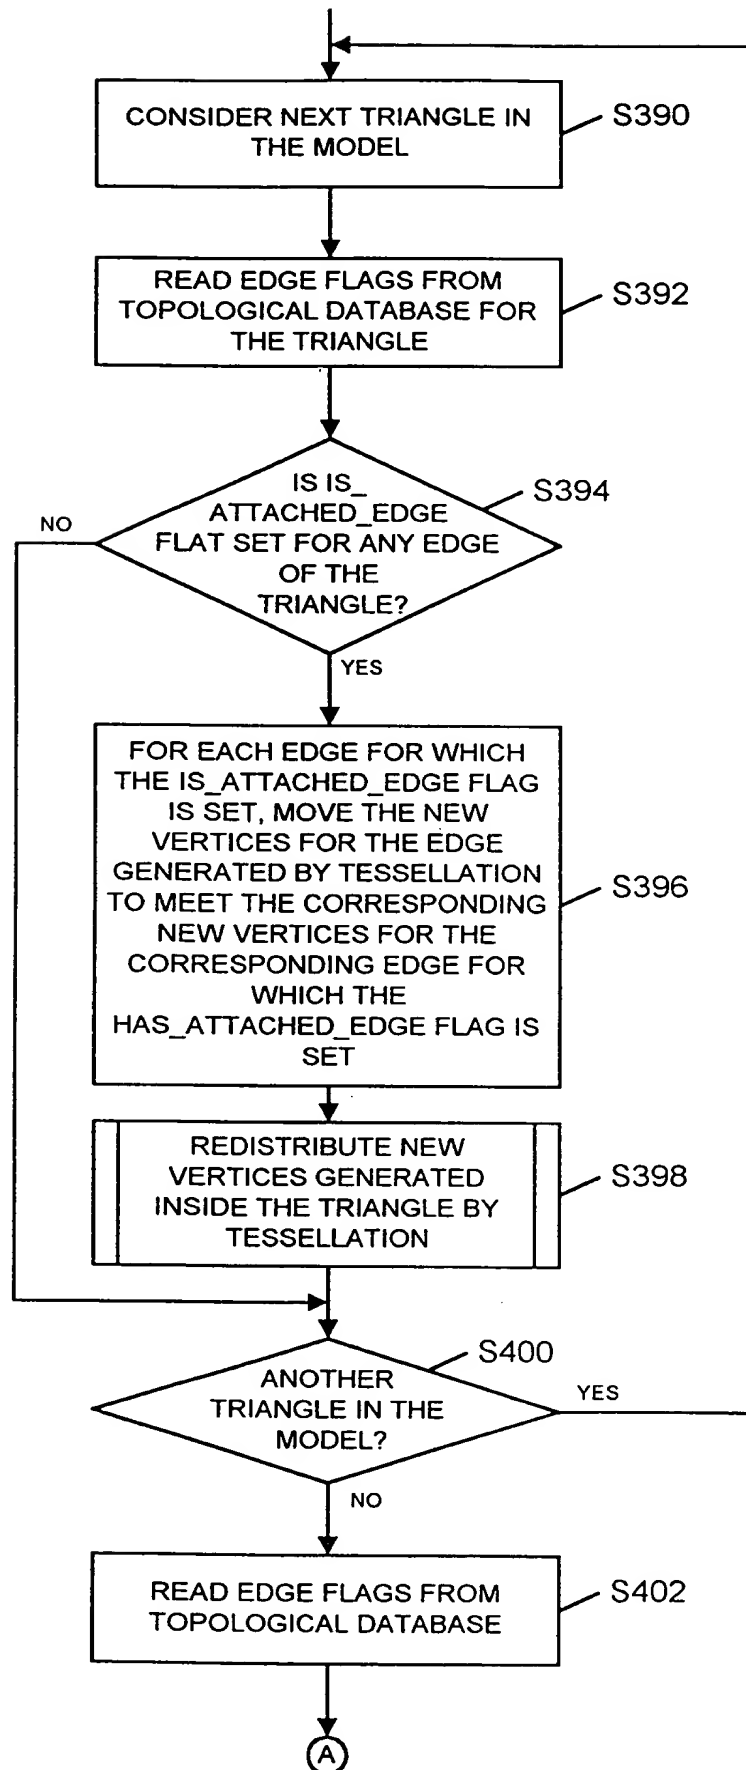 CONSIDER NEXT TRIANGLE IN
THE MODEL
S390
READ EDGE FLAGS FROM
TOPOLOGICAL DATABASE FOR
THE TRIANGLE
S392
IS IS_
ATTACHED_EDGE
FLAT SET FOR ANY EDGE
OF THE
TRIANGLE?
S394
NO
YES
FOR EACH EDGE FOR WHICH
THE IS_ATTACHED_EDGE FLAG
IS SET, MOVE THE NEW
VERTICES FOR THE EDGE
GENERATED BY TESSELLATION
TO MEET THE CORRESPONDING
NEW VERTICES FOR THE
CORRESPONDING EDGE FOR
WHICH THE
HAS_ATTACHED_EDGE FLAG IS
SET
S396
REDISTRIBUTE NEW
VERTICES GENERATED
INSIDE THE TRIANGLE BY
TESSELLATION
S398
ANOTHER
TRIANGLE IN THE
MODEL?
S400
YES
NO
READ EDGE FLAGS FROM
TOPOLOGICAL DATABASE
S402
A